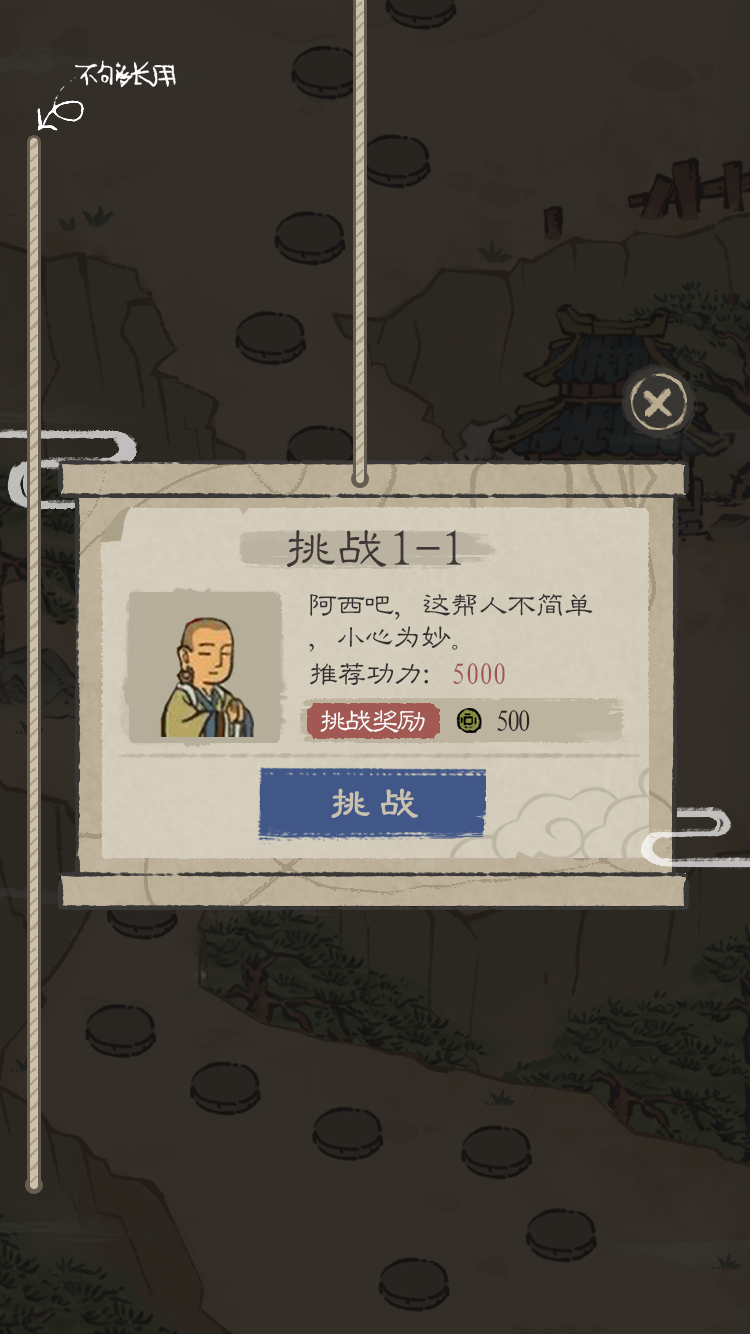 不够长用
挑战1-1
阿西吧，这帮人不简单
，小心为妙。
推荐功力： 5000
挑战奖励 500
挑战